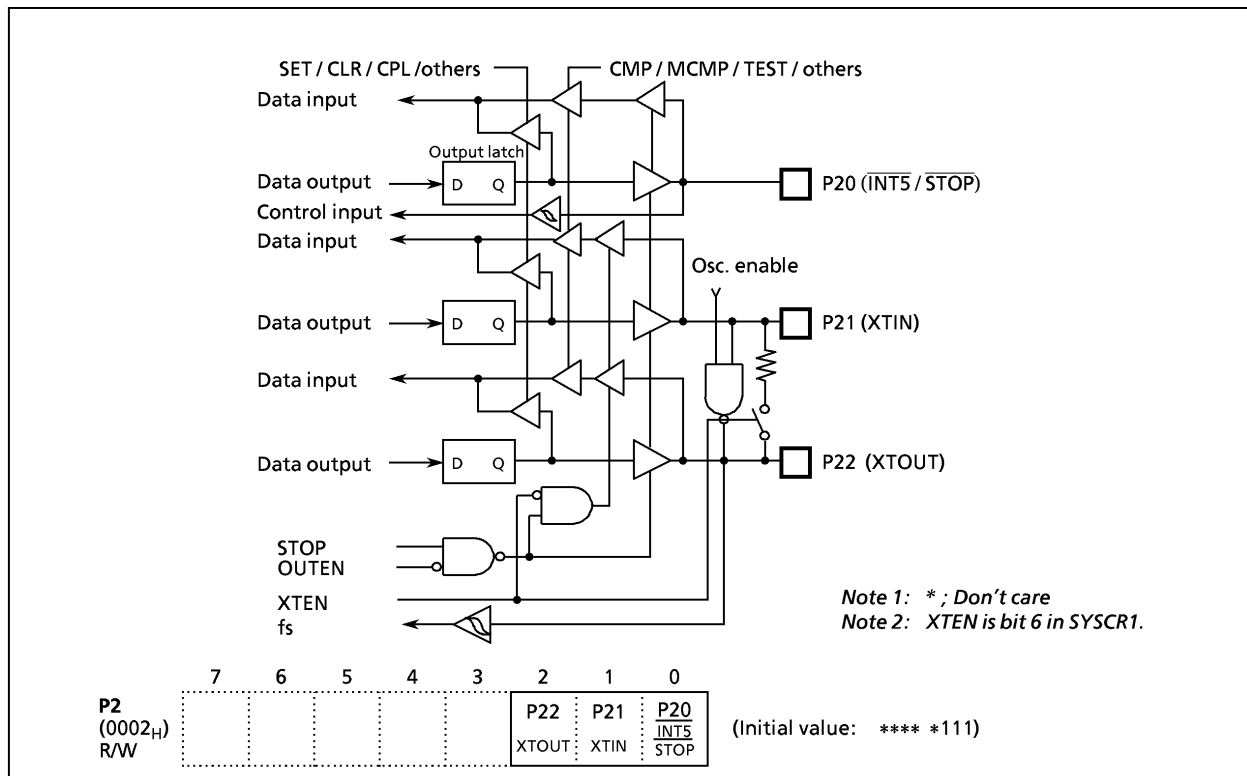 SET / CLR / CPL /others
CMP / MCMP / TEST / others
Data input
Output latch
Data output
D Q
P20 (INT5 / STOP)
Control input
Data input
Osc. enable
Data output
D Q
P21 (XTIN)
Data input
Data output
D Q
P22 (XTOUT)
STOP
OUTEN
XTEN
fs
Note 1: * ; Don't care
Note 2: XTEN is bit 6 in SYSCR1.
7 6 5 4 3 2 1 0
P2
(0002H)
R/W
P22
XTOUT
P21
XTIN
P20
INT5
STOP
(Initial value: **** *111)